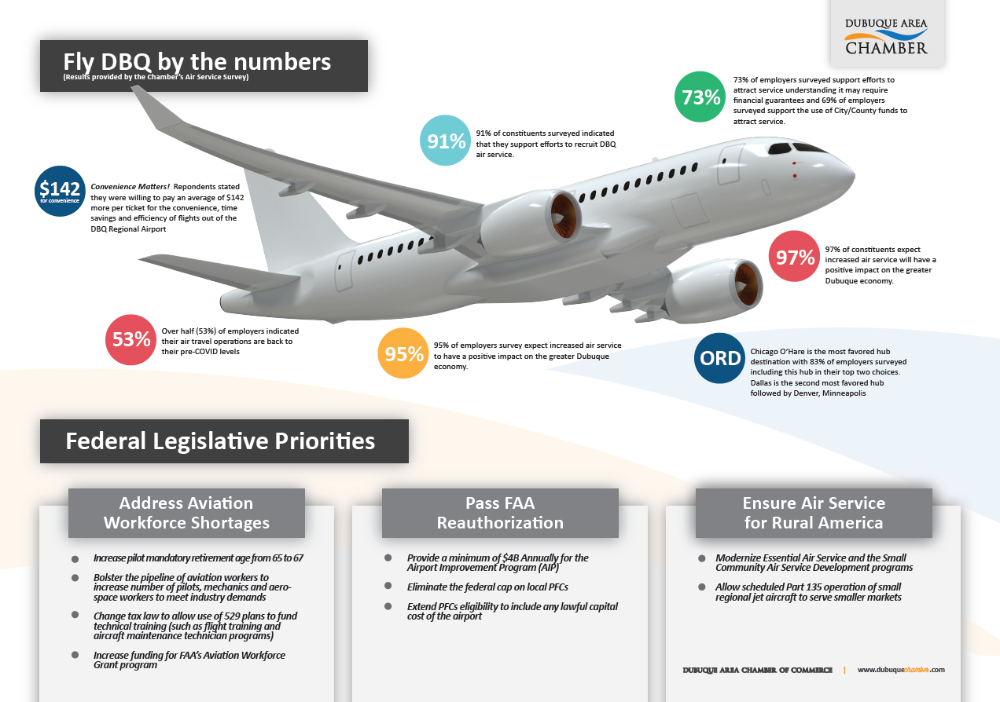 DUBUQUE AREA
CHAMBER
Fly DBQ by the numbers
(Results provided by the Chamber's Air Service Survey)
73%
73% of employers surveyed support efforts to
attract service understanding it may require
financial guarantees and 69% of employers
surveyed support the use of City/County funds to
attract service.
91%
91% of constituents surveyed indicated
that they support efforts to recruit DBQ
air service.
$142
for convenience
Convenience Matters! Repondents stated
they were willing to pay an average of $142
more per ticket for the convenience, time
savings and efficiency of flights out of the
DBQ Regional Airport
97%
97% of constituents expect
increased air service will have a
positive impact on the greater
Dubuque economy.
53%
Over half (53%) of employers indicated
their air travel operations are back to
their pre-COVID levels
95%
95% of employers survey expect increased air service
to have a positive impact on the greater Dubuque
economy.
ORD
Chicago O'Hare is the most favored hub
destination with 83% of employers surveyed
including this hub in their top two choices.
Dallas is the second most favored hub
followed by Denver, Minneapolis
Federal Legislative Priorities
Address Aviation
Workforce Shortages
• Increase pilot mandatory retirement age from 65 to 67
• Bolster the pipeline of aviation workers to
increase number of pilots, mechanics and aero-
space workers to meet industry demands
• Change tax law to allow use of 529 plans to fund
technical training (such as flight training and
aircraft maintenance technician programs)
• Increase funding for FAA's Aviation Workforce
Grant program
Pass FAA
Reauthorization
• Provide a minimum of $4B Annually for the
Airport Improvement Program (AIP)
• Eliminate the federal cap on local PFCs
• Extend PFCs eligibility to include any lawful capital
cost of the airport
Ensure Air Service
for Rural America
• Modernize Essential Air Service and the Small
Community Air Service Development programs
• Allow scheduled Part 135 operation of small
regional jet aircraft to serve smaller markets
DUBUQUE AREA CHAMBER OF COMMERCE | www.dubuquechamber.com